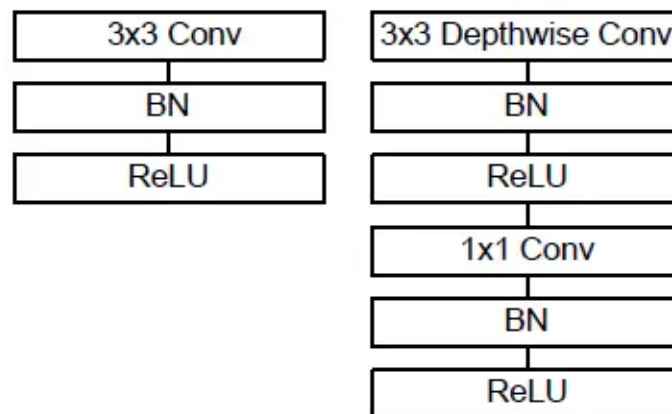 3x3 Conv
BN
ReLU
3x3 Depthwise Conv
BN
ReLU
1x1 Conv
BN
ReLU